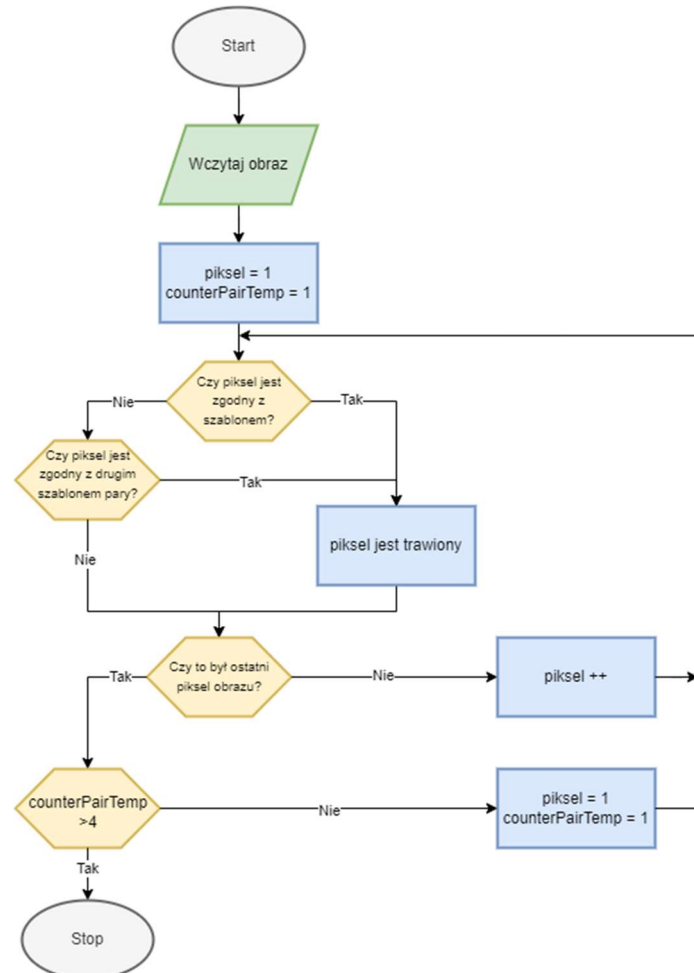 Start
Wczytaj obraz
piksel = 1
counterPairTemp = 1
Czy piksel jest
zgodny z
szablonem?
Nie
Tak
Czy piksel jest
zgodny z drugim
szablonem pary?
Tak
Nie
piksel jest trawiony
Czy to był ostatni
piksel obrazu?
Tak
Nie
piksel ++
counterPairTemp
>4
Nie
piksel = 1
counterPairTemp = 1
Tak
Stop